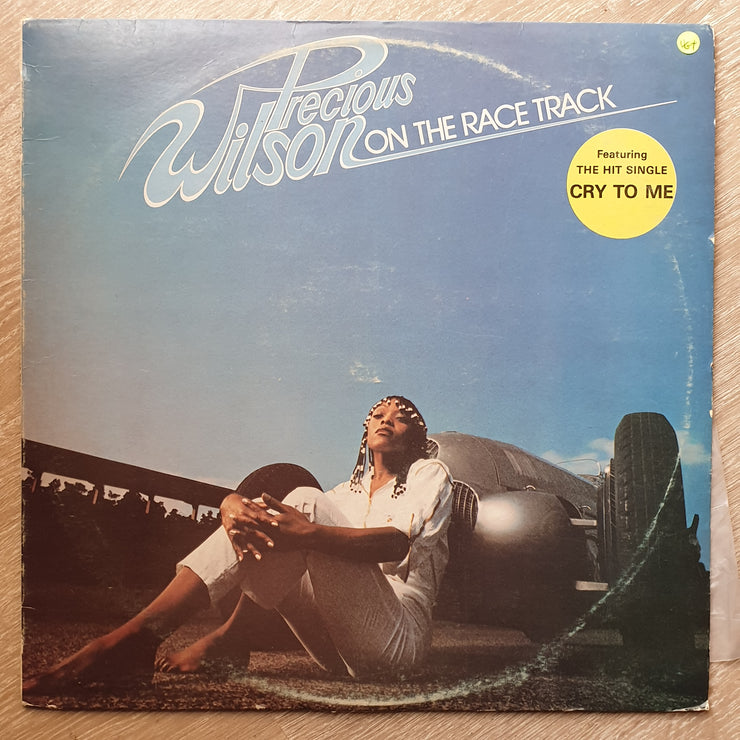 Precious
Wilson ON THE RACE TRACK
Featuring
THE HIT SINGLE
CRY TO ME